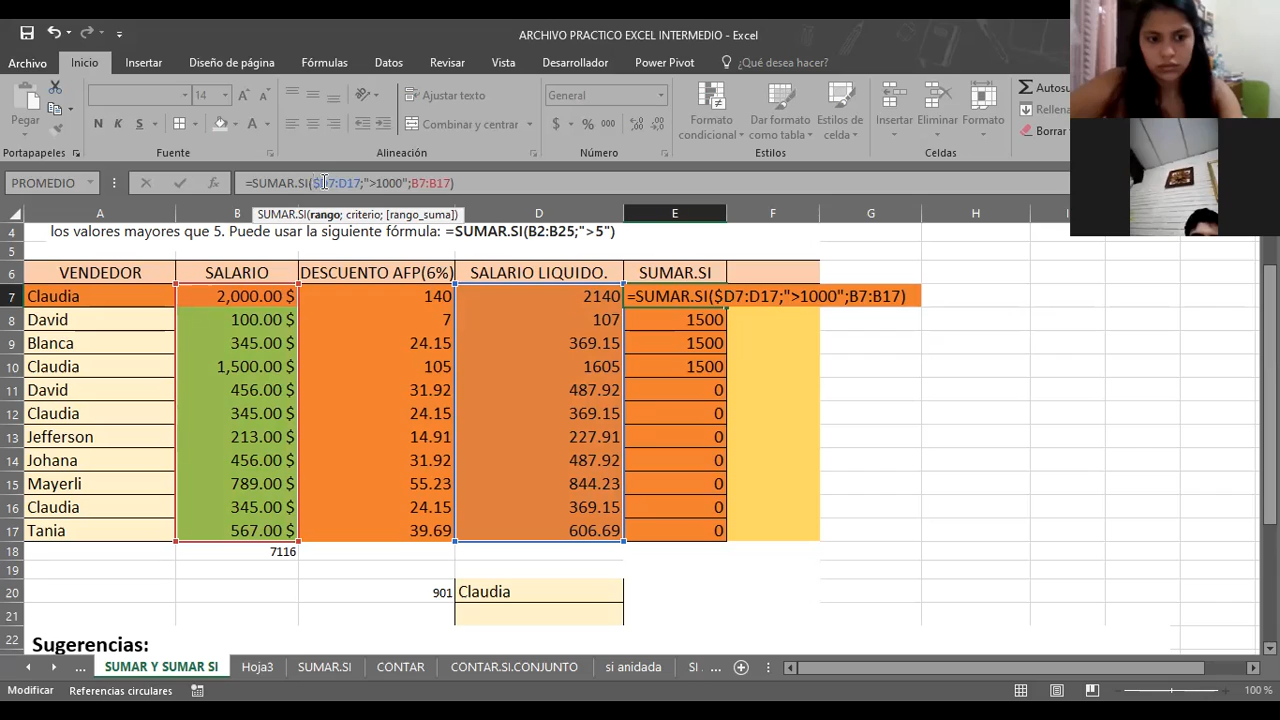 ARCHIVO PRACTICO EXCEL INTERMEDIO - Excel
Archivo Inicio Insertar Diseño de página Fórmulas Datos Revisar Vista Desarrollador Power Pivot ¿Qué desea hacer?
Pegar
14
N K S
Ajustar texto
Combinar y centrar
General
$ % 000
Formato condicional
Dar formato como tabla
Estilos de celda
Insertar Eliminar Formato
Autosu
Rellena
Borrar
Portapapeles Fuente Alineación Número Estilos Celdas
PROMEDIO fx =SUMAR.SI($D7:D17;">1000";B7:B17)
SUMAR.SI(rango; criterio; [rango_suma])
A B D E F G H I
4 los valores mayores que 5. Puede usar la siguiente fórmula: =SUMAR.SI(B2:B25;">5")
5
6 VENDEDOR SALARIO DESCUENTO AFP(6%) SALARIO LIQUIDO. SUMAR.SI
7 Claudia 2,000.00 $ 140 2140 =SUMAR.SI($D7:D17;">1000";B7:B17)
8 David 100.00 $ 7 107 1500
9 Blanca 345.00 $ 24.15 369.15 1500
10 Claudia 1,500.00 $ 105 1605 1500
11 David 456.00 $ 31.92 487.92 0
12 Claudia 345.00 $ 24.15 369.15 0
13 Jefferson 213.00 $ 14.91 227.91 0
14 Johana 456.00 $ 31.92 487.92 0
15 Mayerli 789.00 $ 55.23 844.23 0
16 Claudia 345.00 $ 24.15 369.15 0
17 Tania 567.00 $ 39.69 606.69 0
18 7116
19
20 901 Claudia
21
22 Sugerencias:
... SUMAR Y SUMAR SI Hoja3 SUMAR.SI CONTAR CONTAR.SI.CONJUNTO si anidada SI ...
Modificar Referencias circulares 100 %